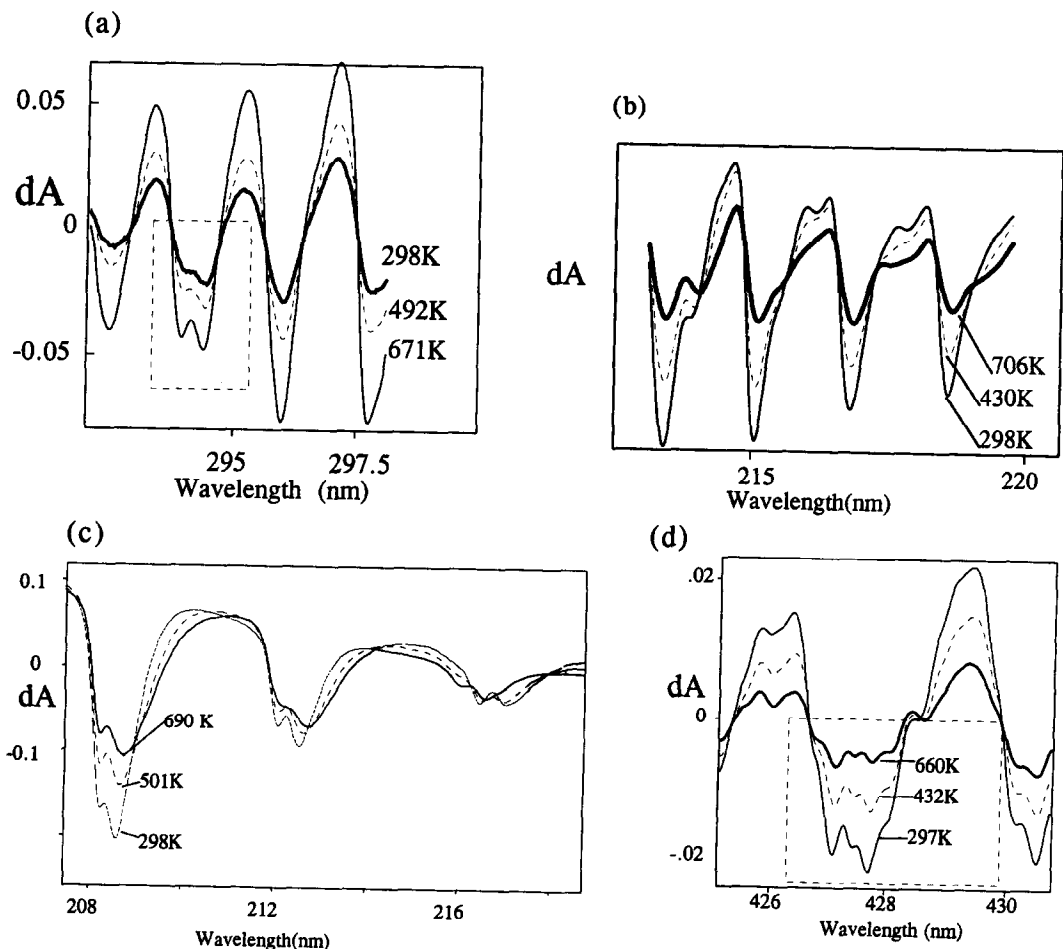 (a)
0.05
dA
0
-0.05
298K
492K
671K
295
297.5
Wavelength (nm)
(b)
dA
706K
430K
298K
215
220
Wavelength(nm)
(c)
0.1
0
dA
-0.1
690 K
501K
298K
208
212
216
Wavelength(nm)
(d)
.02
dA
0
-.02
660K
432K
297K
426
428
430
Wavelength (nm)